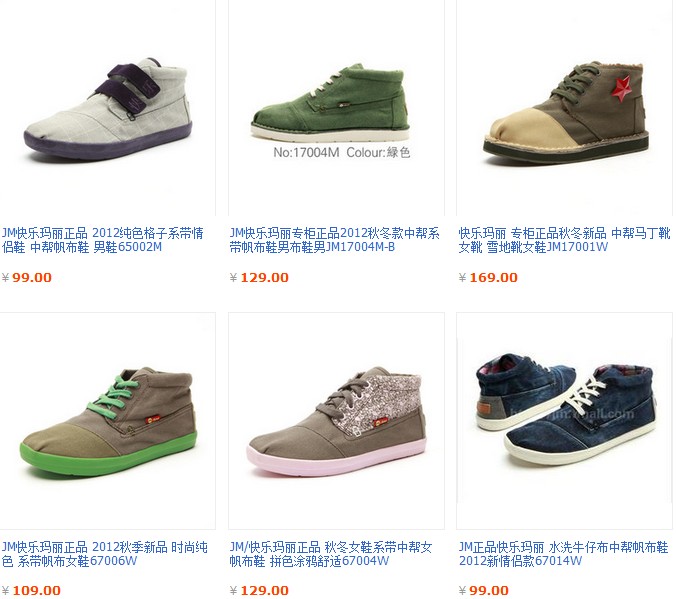 No:17004M Colour:綠色
JM快乐玛丽正品 2012纯色格子系带情
侣鞋 中帮帆布鞋 男鞋65002M
¥ 99.00
JM快乐玛丽专柜正品2012秋冬款中帮系
带帆布鞋男布鞋男JM17004M-B
¥ 129.00
快乐玛丽 专柜正品秋冬新品 中帮马丁靴
女靴 雪地靴女鞋JM17001W
¥ 169.00
JM快乐玛丽正品 2012秋季新品 时尚纯
色 系带帆布女鞋67006W
¥ 109.00
JM/快乐玛丽正品 秋冬女鞋系带中帮女
帆布鞋 拼色涂鸦舒适67004W
¥ 129.00
JM正品快乐玛丽 水洗牛仔布中帮帆布鞋
2012新情侣款67014W
¥ 99.00